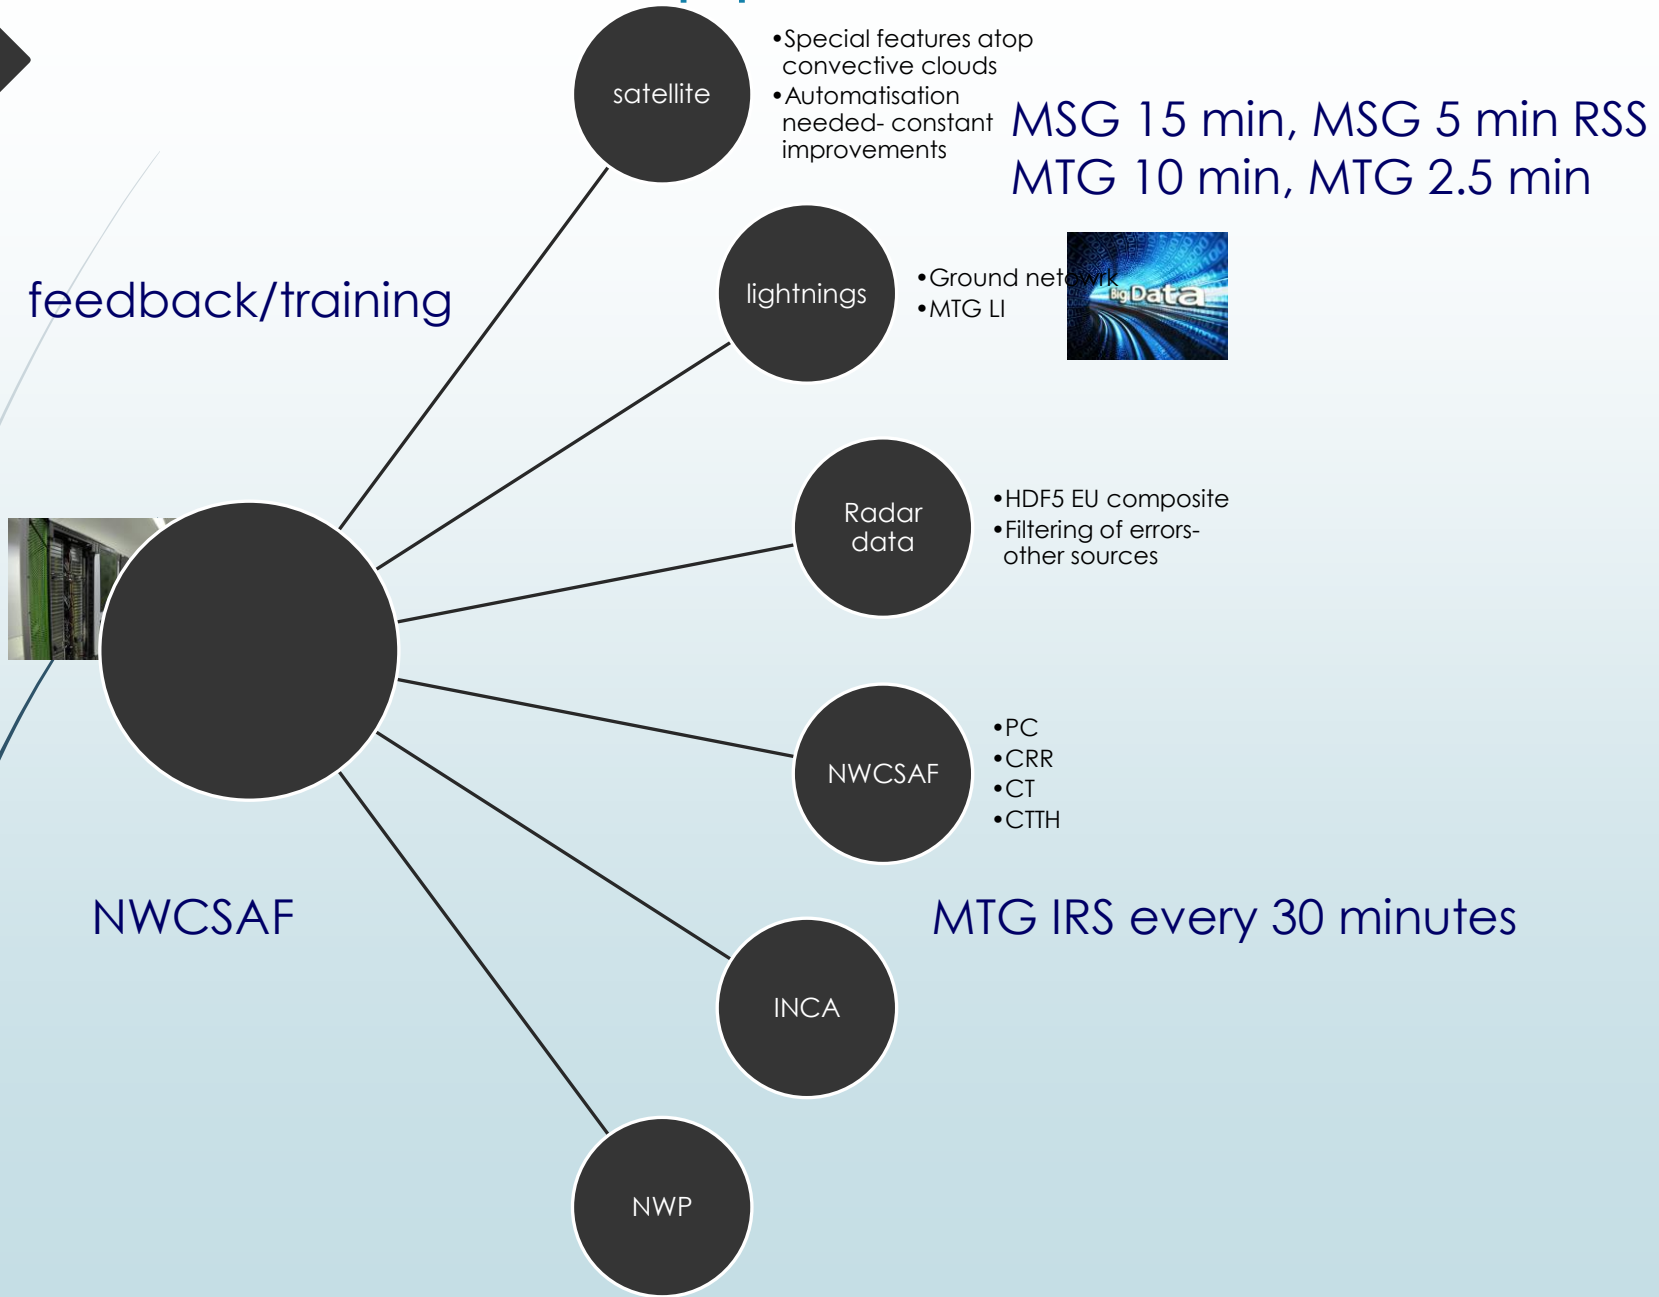 satellite
•Special features atop
convective clouds
•Automatisation
needed- constant
improvements
MSG 15 min, MSG 5 min RSS
MTG 10 min, MTG 2.5 min
feedback/training
lightnings
•Ground netowrk
•MTG LI
Big Data
Radar
data
•HDF5 EU composite
•Filtering of errors-
other sources
NWCSAF
•PC
•CRR
•CT
•CTTH
NWCSAF
MTG IRS every 30 minutes
INCA
NWP